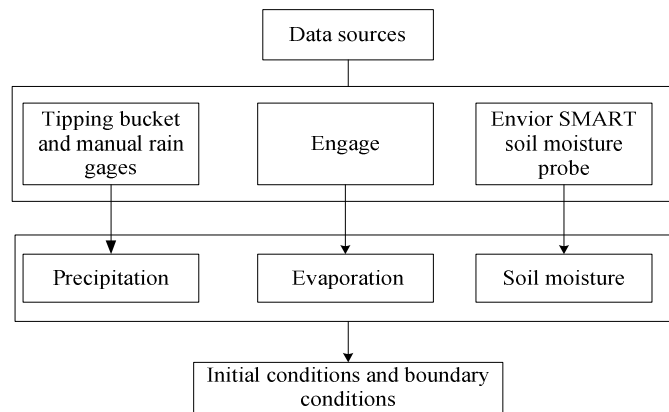 Data sources
Tipping bucket
and manual rain
gages
Engage
Envior SMART
soil moisture
probe
Precipitation
Evaporation
Soil moisture
Initial conditions and boundary
conditions